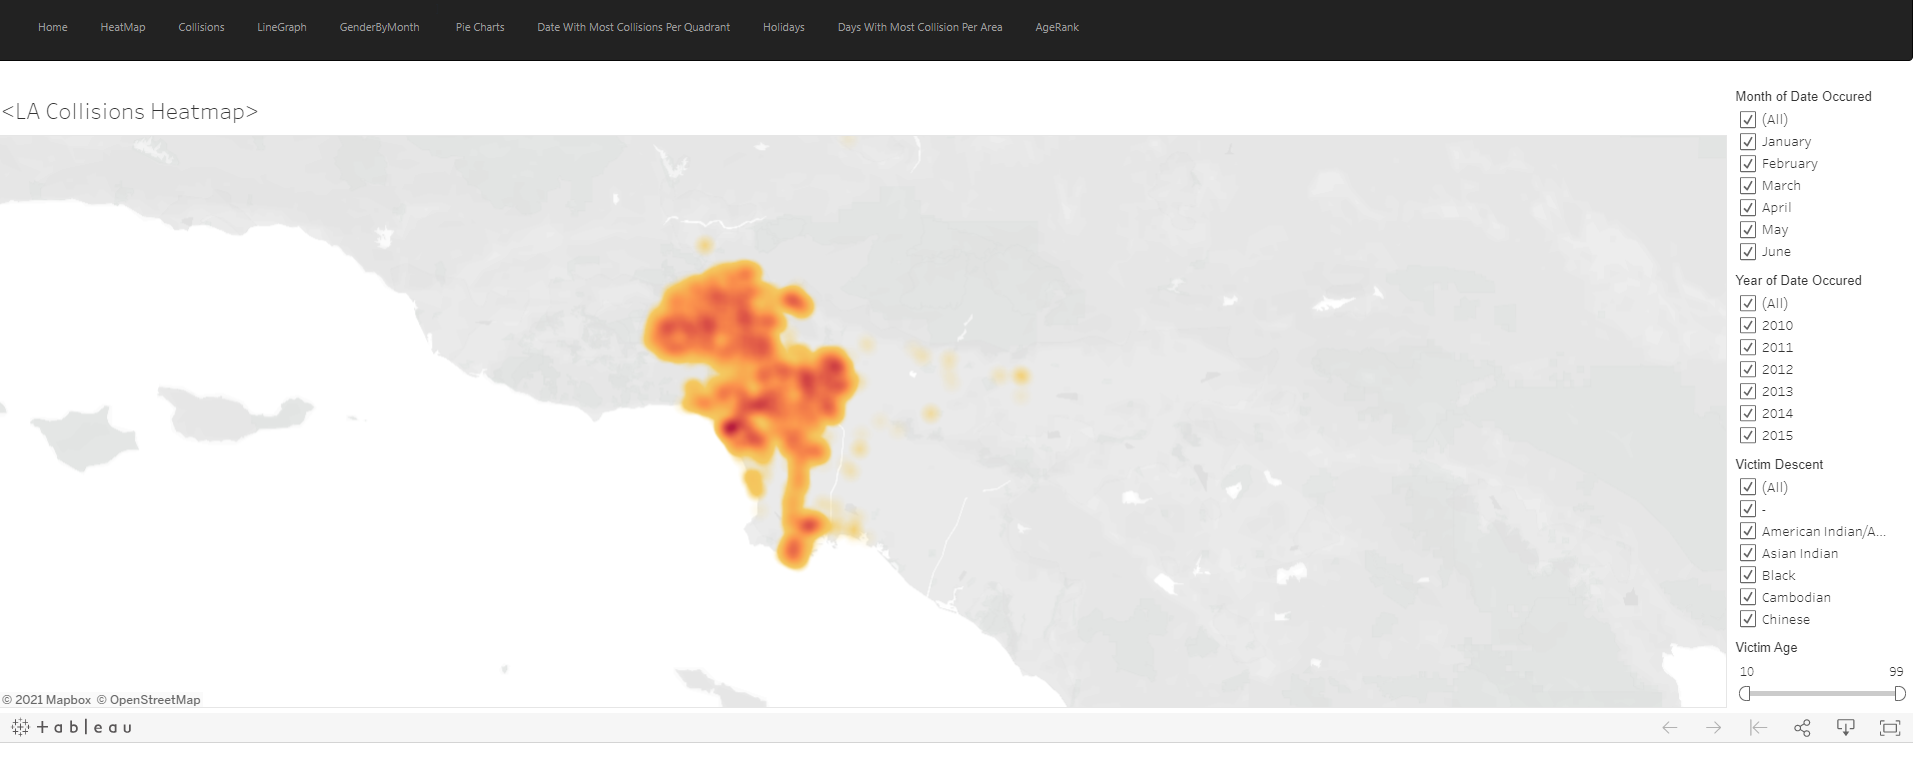 Home HeatMap Collisions LineGraph GenderByMonth Pie Charts Date With Most Collisions Per Quadrant Holidays Days With Most Collision Per Area AgeRank
<LA Collisions Heatmap>
Month of Date Occured
(All)
January
February
March
April
May
June
Year of Date Occured
(All)
2010
2011
2012
2013
2014
2015
Victim Descent
(All)
-
American Indian/A...
Asian Indian
Black
Cambodian
Chinese
Victim Age
10 99
© 2021 Mapbox © OpenStreetMap
+ a b | e a u